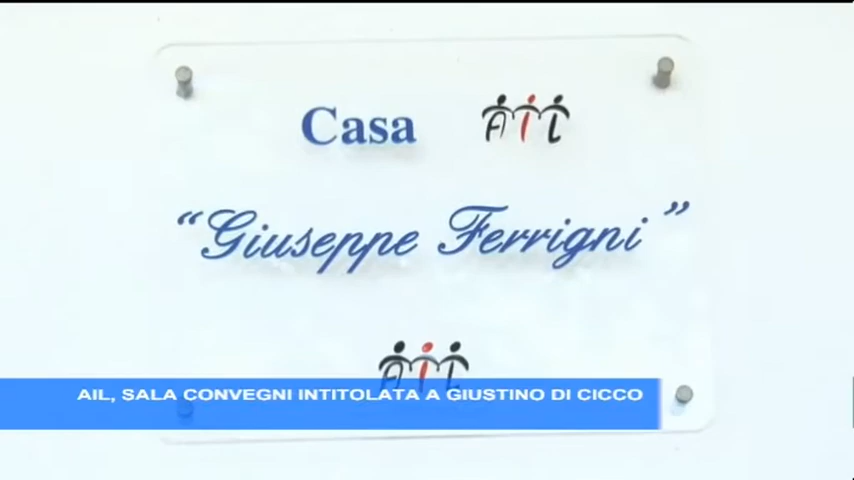 Casa AIL
“Giuseppe Ferrigni”
AIL
AIL, SALA CONVEGNI INTITOLATA A GIUSTINO DI CICCO